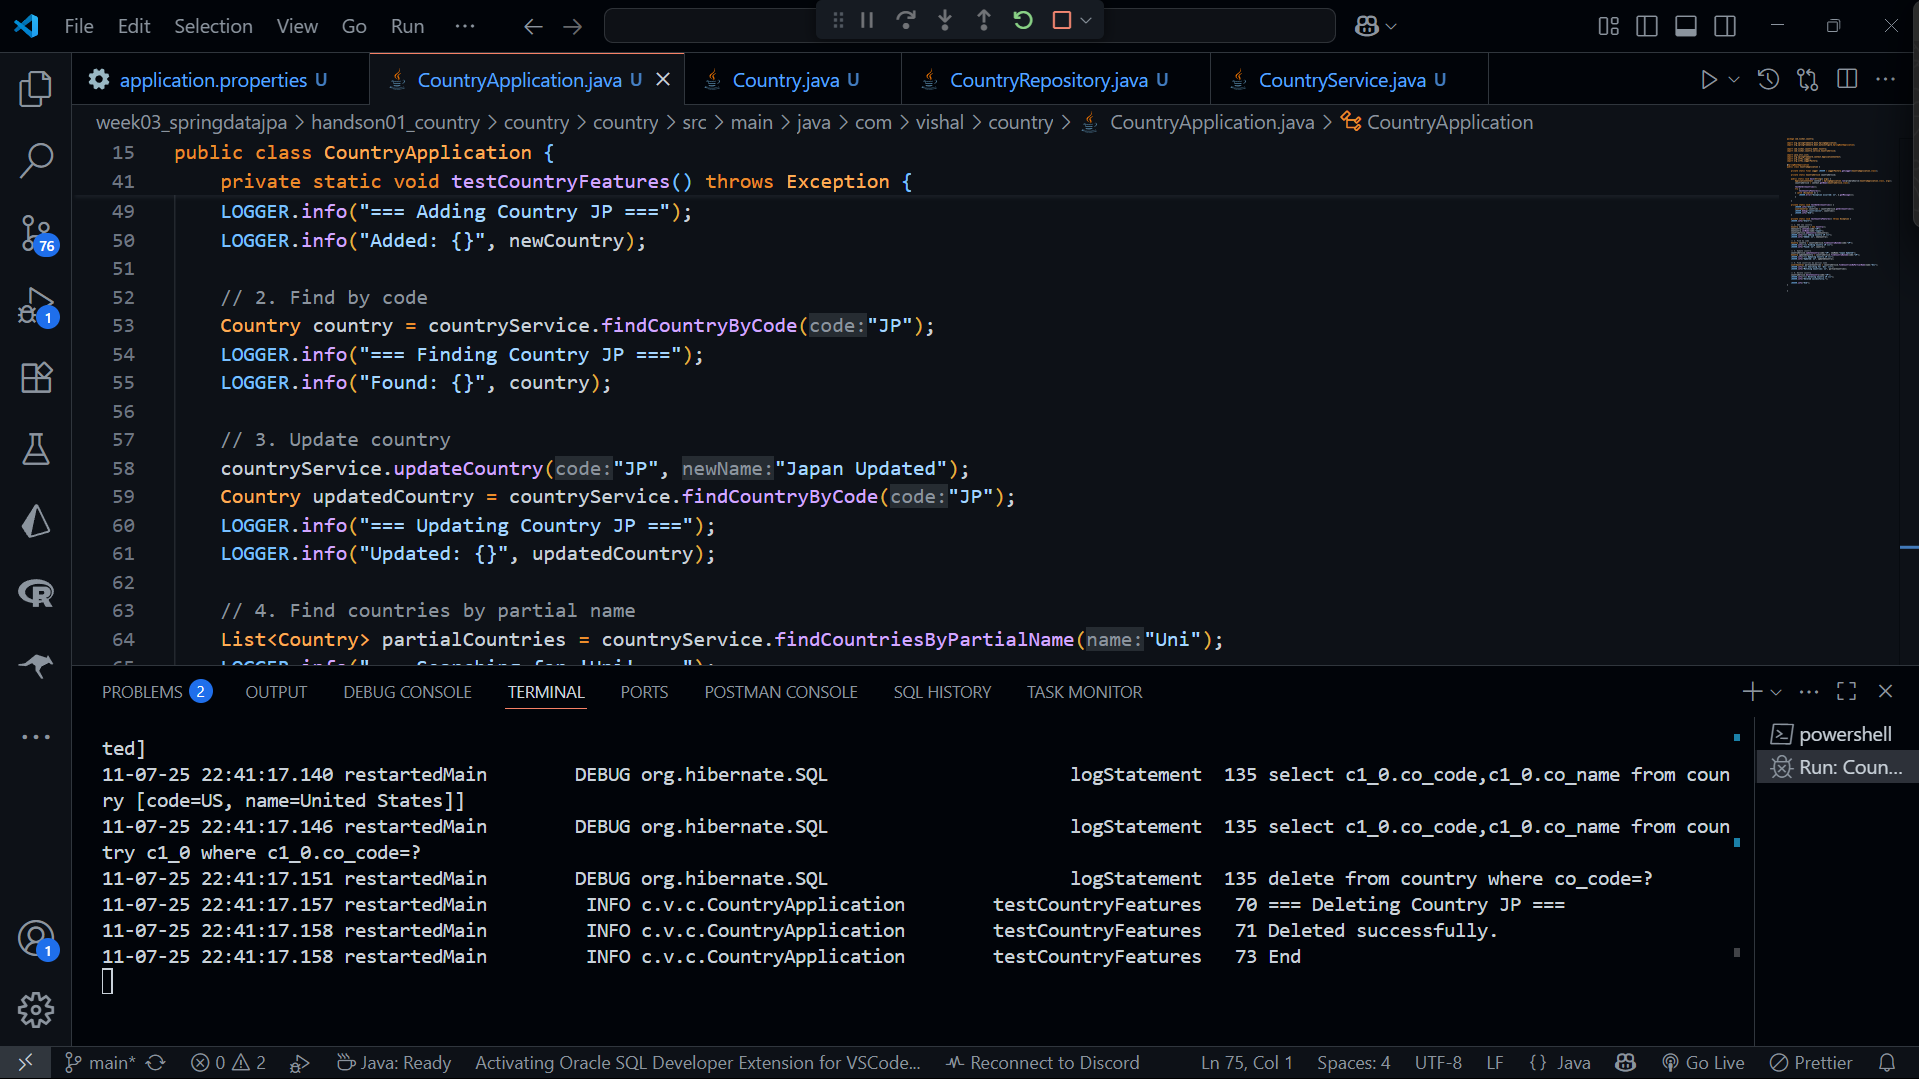 File Edit Selection View Go Run ···
application.properties U CountryApplication.java U Country.java U CountryRepository.java U CountryService.java U
week03_springdatajpa > handson01_country > country > country > src > main > java > com > vishal > country > CountryApplication.java > CountryApplication
15 public class CountryApplication {
41 private static void testCountryFeatures() throws Exception {
49 LOGGER.info("=== Adding Country JP ===");
50 LOGGER.info("Added: {}", newCountry);
51
52 // 2. Find by code
53 Country country = countryService.findCountryByCode(code:"JP");
54 LOGGER.info("=== Finding Country JP ===");
55 LOGGER.info("Found: {}", country);
56
57 // 3. Update country
58 countryService.updateCountry(code:"JP", newName:"Japan Updated");
59 Country updatedCountry = countryService.findCountryByCode(code:"JP");
60 LOGGER.info("=== Updating Country JP ===");
61 LOGGER.info("Updated: {}", updatedCountry);
62
63 // 4. Find countries by partial name
64 List<Country> partialCountries = countryService.findCountriesByPartialName(name:"Uni");
76
1
1
PROBLEMS 2 OUTPUT DEBUG CONSOLE TERMINAL PORTS POSTMAN CONSOLE SQL HISTORY TASK MONITOR
powershell
Run: Coun...
ted]
11-07-25 22:41:17.140 restartedMain DEBUG org.hibernate.SQL logStatement 135 select c1_0.co_code,c1_0.co_name from coun
ry [code=US, name=United States]]
11-07-25 22:41:17.146 restartedMain DEBUG org.hibernate.SQL logStatement 135 select c1_0.co_code,c1_0.co_name from coun
try c1_0 where c1_0.co_code=?
11-07-25 22:41:17.151 restartedMain DEBUG org.hibernate.SQL logStatement 135 delete from country where co_code=?
11-07-25 22:41:17.157 restartedMain INFO c.v.c.CountryApplication testCountryFeatures 70 === Deleting Country JP ===
11-07-25 22:41:17.158 restartedMain INFO c.v.c.CountryApplication testCountryFeatures 71 Deleted successfully.
11-07-25 22:41:17.158 restartedMain INFO c.v.c.CountryApplication testCountryFeatures 73 End
main* 0 2 Java: Ready Activating Oracle SQL Developer Extension for VSCode... Reconnect to Discord Ln 75, Col 1 Spaces: 4 UTF-8 LF {} Java Go Live Prettier